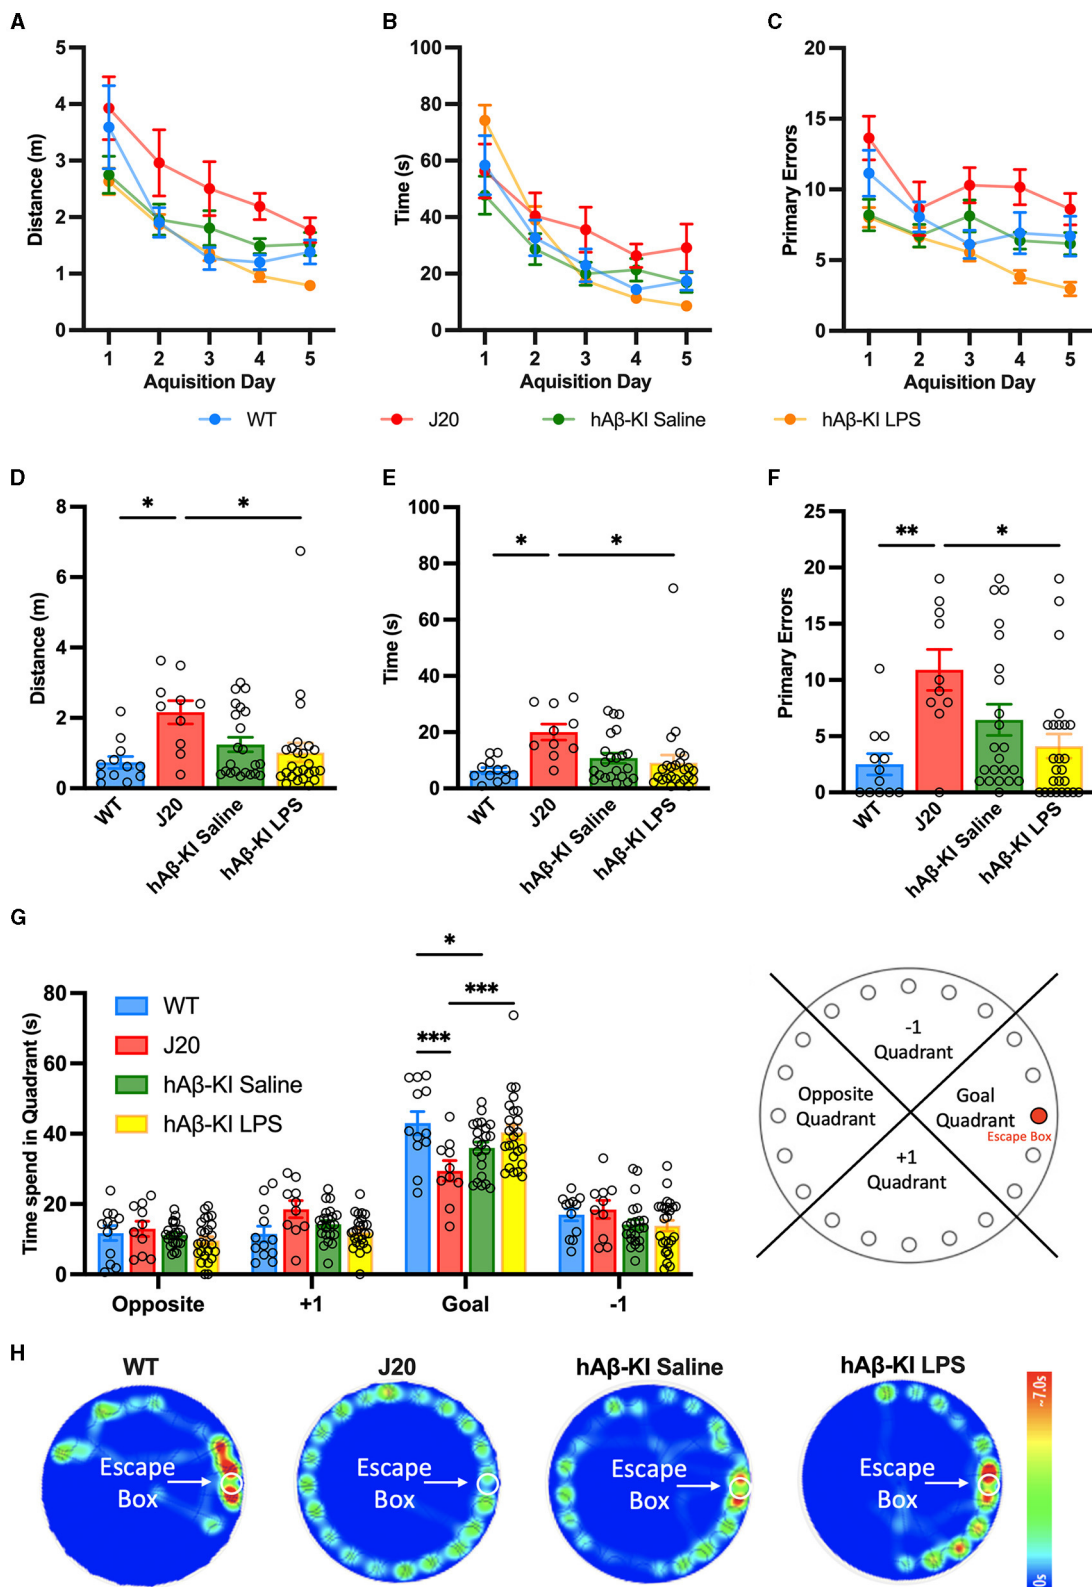 A
B
C
5
4
3
2
1
0
Distance (m)
1 2 3 4 5
Aquisition Day
100
80
60
40
20
0
Time (s)
1 2 3 4 5
Aquisition Day
20
15
10
5
0
Primary Errors
1 2 3 4 5
Aquisition Day
WT
J20
hAβ-KI Saline
hAβ-KI LPS
D
E
F
8
6
4
2
0
Distance (m)
*
*
WT
J20
hAβ-KI Saline
hAβ-KI LPS
100
80
60
40
20
0
Time (s)
*
*
WT
J20
hAβ-KI Saline
hAβ-KI LPS
25
20
15
10
5
0
Primary Errors
**
*
WT
J20
hAβ-KI Saline
hAβ-KI LPS
G
80
60
40
20
0
Time spend in Quadrant (s)
WT
J20
hAβ-KI Saline
hAβ-KI LPS
*
***
***
Opposite
+1
Goal
-1
-1
Quadrant
Opposite
Quadrant
Goal
Quadrant
Escape Box
+1
Quadrant
H
WT
J20
hAβ-KI Saline
hAβ-KI LPS
Escape
Box
Escape
Box
Escape
Box
Escape
Box
~7.0s
0s